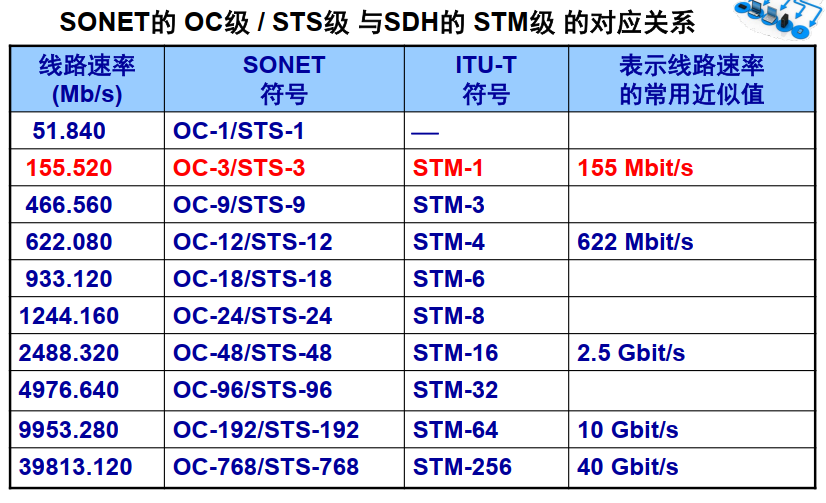 SONET的 OC级 / STS级 与SDH的 STM级 的对应关系
线路速率 (Mb/s) SONET 符号 ITU-T 符号 表示线路速率 的常用近似值
51.840 OC-1/STS-1 —
155.520 OC-3/STS-3 STM-1 155 Mbit/s
466.560 OC-9/STS-9 STM-3
622.080 OC-12/STS-12 STM-4 622 Mbit/s
933.120 OC-18/STS-18 STM-6
1244.160 OC-24/STS-24 STM-8
2488.320 OC-48/STS-48 STM-16 2.5 Gbit/s
4976.640 OC-96/STS-96 STM-32
9953.280 OC-192/STS-192 STM-64 10 Gbit/s
39813.120 OC-768/STS-768 STM-256 40 Gbit/s